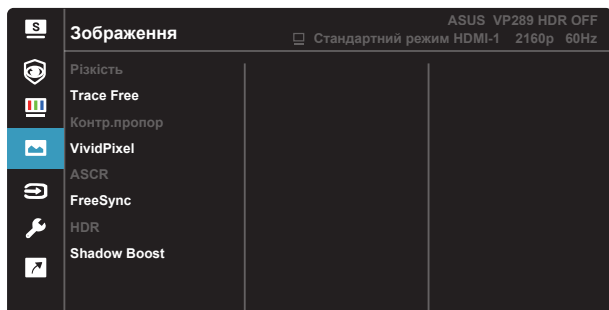 S
ASUS VP289 HDR OFF
Зображення
Стандартний режим HDMI-1 2160p 60Hz
Різкість
Trace Free
Контр.пропор
VividPixel
ASCR
FreeSync
HDR
Shadow Boost